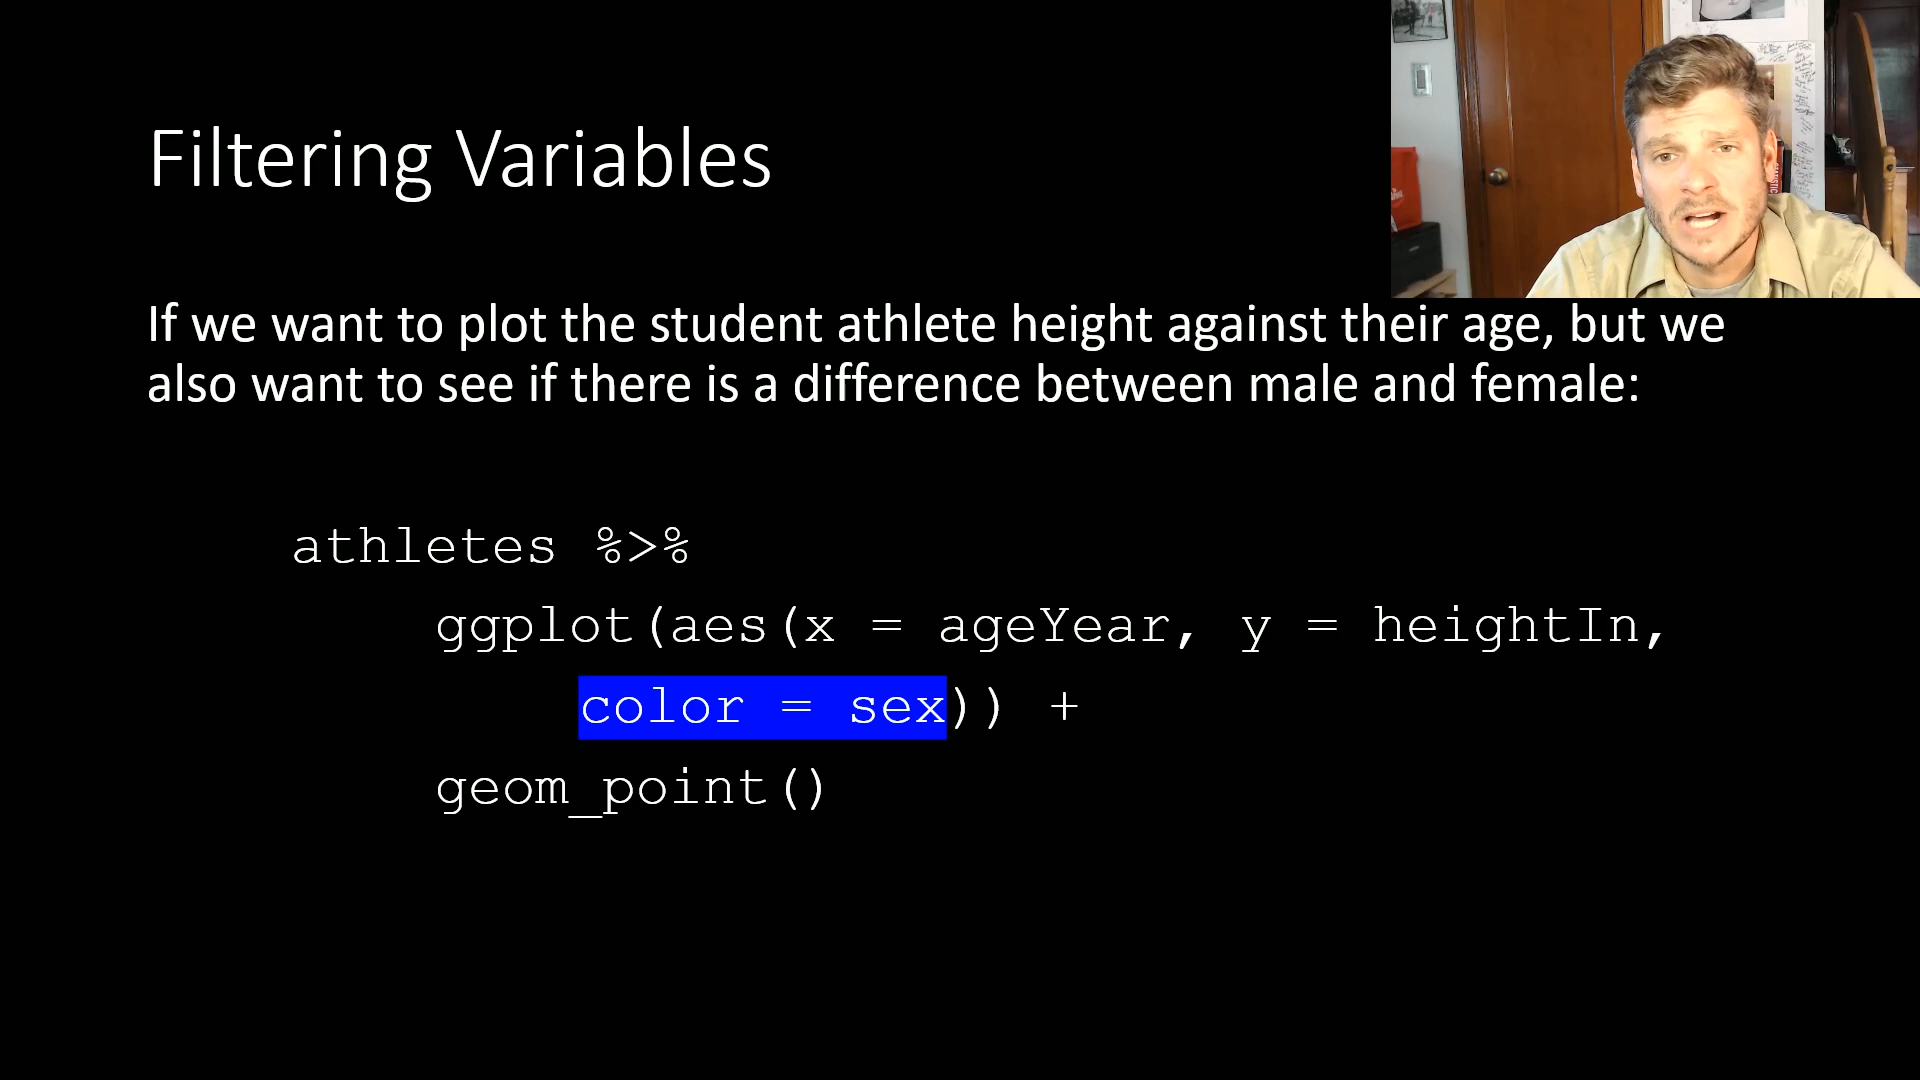 Filtering Variables
If we want to plot the student athlete height against their age, but we
also want to see if there is a difference between male and female:
athletes %>%
ggplot(aes(x = ageYear, y = heightIn,
color = sex)) +
geom_point()